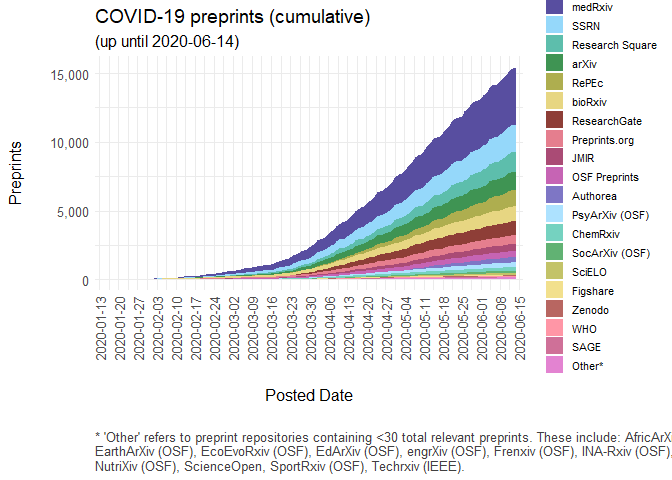 COVID-19 preprints (cumulative)
(up until 2020-06-14)
Preprints
15,000
10,000
5,000
0
2020-01-13
2020-01-20
2020-01-27
2020-02-03
2020-02-10
2020-02-17
2020-02-24
2020-03-02
2020-03-09
2020-03-16
2020-03-23
2020-03-30
2020-04-06
2020-04-13
2020-04-20
2020-04-27
2020-05-04
2020-05-11
2020-05-18
2020-05-25
2020-06-01
2020-06-08
2020-06-15
Posted Date
medRxiv
SSRN
Research Square
arXiv
RePEc
bioRxiv
ResearchGate
Preprints.org
JMIR
OSF Preprints
Authorea
PsyArXiv (OSF)
ChemRxiv
SocArXiv (OSF)
SciELO
Figshare
Zenodo
WHO
SAGE
Other*
* 'Other' refers to preprint repositories containing <30 total relevant preprints. These include: AfricArXi
EarthArXiv (OSF), EcoEvoRxiv (OSF), EdArXiv (OSF), engrXiv (OSF), Frenxiv (OSF), INA-Rxiv (OSF),
NutriXiv (OSF), ScienceOpen, SportRxiv (OSF), Techrxiv (IEEE).